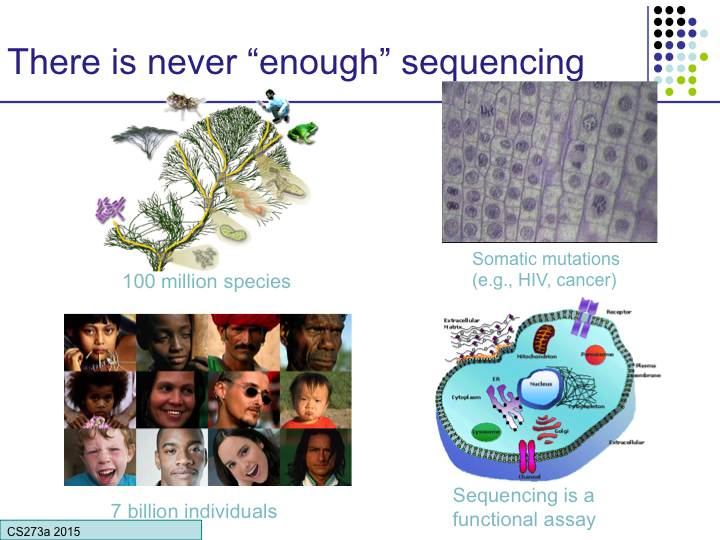 There is never “enough” sequencing
100 million species
Somatic mutations
(e.g., HIV, cancer)
7 billion individuals
Extracellular
Matrix
Receptor
Mitochondrion
Peroxisome
Plasma
membrane
ER
Nucleus
Cytoplasm
Cytoskeleton
Lysosome
Golgi
Extracellular
Channel
Sequencing is a
functional assay
CS273a 2015